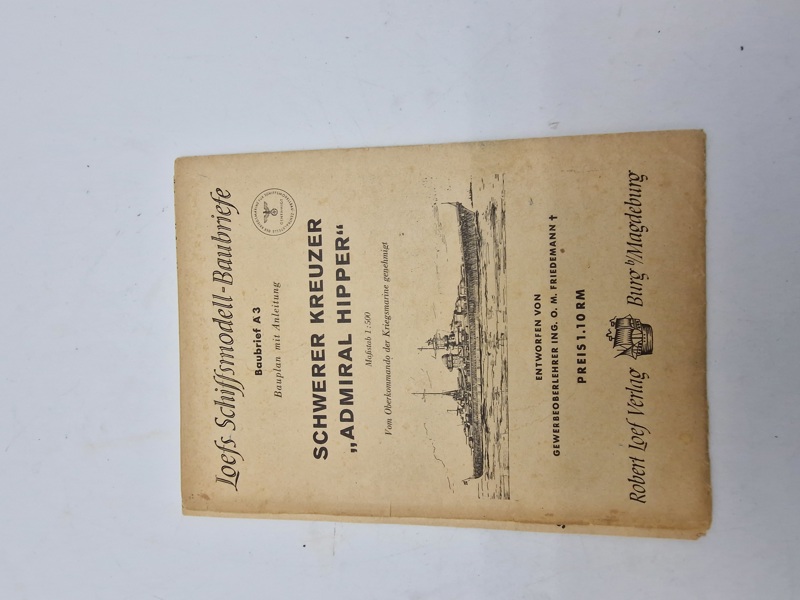 Loefs Schiffsmodell-Baubriefe
Baubrief A 3
Bauplan mit Anleitung
SCHWERER KREUZER
„ADMIRAL HIPPER“
Maßstab 1:500
Vom Oberkommando der Kriegsmarine genehmigt
ENTWORFEN VON
GEWERBEOBERLEHRER ING. O. M. FRIEDEMANN †
PREIS 1.10 RM
Robert Loef Verlag Burg b/Magdeburg